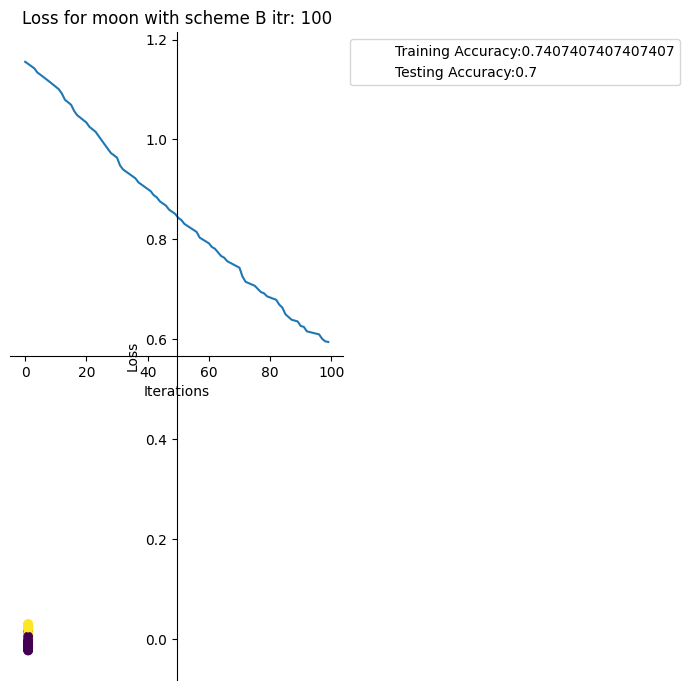 Loss for moon with scheme B itr: 100
Training Accuracy:0.7407407407407407
Testing Accuracy:0.7
1.2
1.0
0.8
0.6
Loss
0 20 40 60 80 100
Iterations
0.4
0.2
0.0